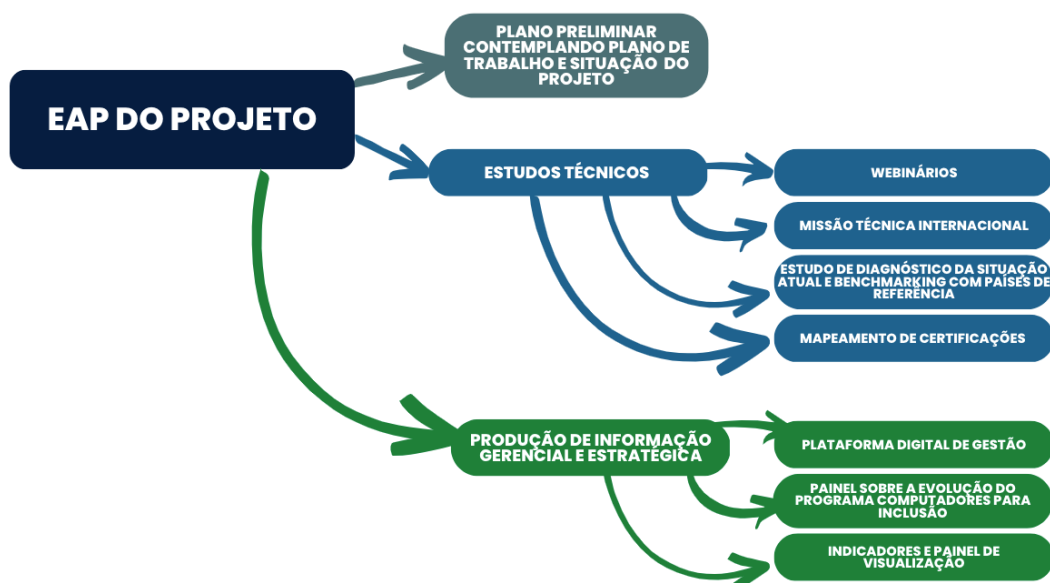 PLANO PRELIMINAR
CONTEMPLANDO PLANO DE
TRABALHO E SITUAÇÃO DO
PROJETO
EAP DO PROJETO
ESTUDOS TÉCNICOS
WEBINÁRIOS
MISSÃO TÉCNICA INTERNACIONAL
ESTUDO DE DIAGNÓSTICO DA SITUAÇÃO
ATUAL E BENCHMARKING COM PAÍSES DE
REFERÊNCIA
MAPEAMENTO DE CERTIFICAÇÕES
PRODUÇÃO DE INFORMAÇÃO
GERENCIAL E ESTRATÉGICA
PLATAFORMA DIGITAL DE GESTÃO
PAINEL SOBRE A EVOLUÇÃO DO
PROGRAMA COMPUTADORES PARA
INCLUSÃO
INDICADORES E PAINEL DE
VISUALIZAÇÃO